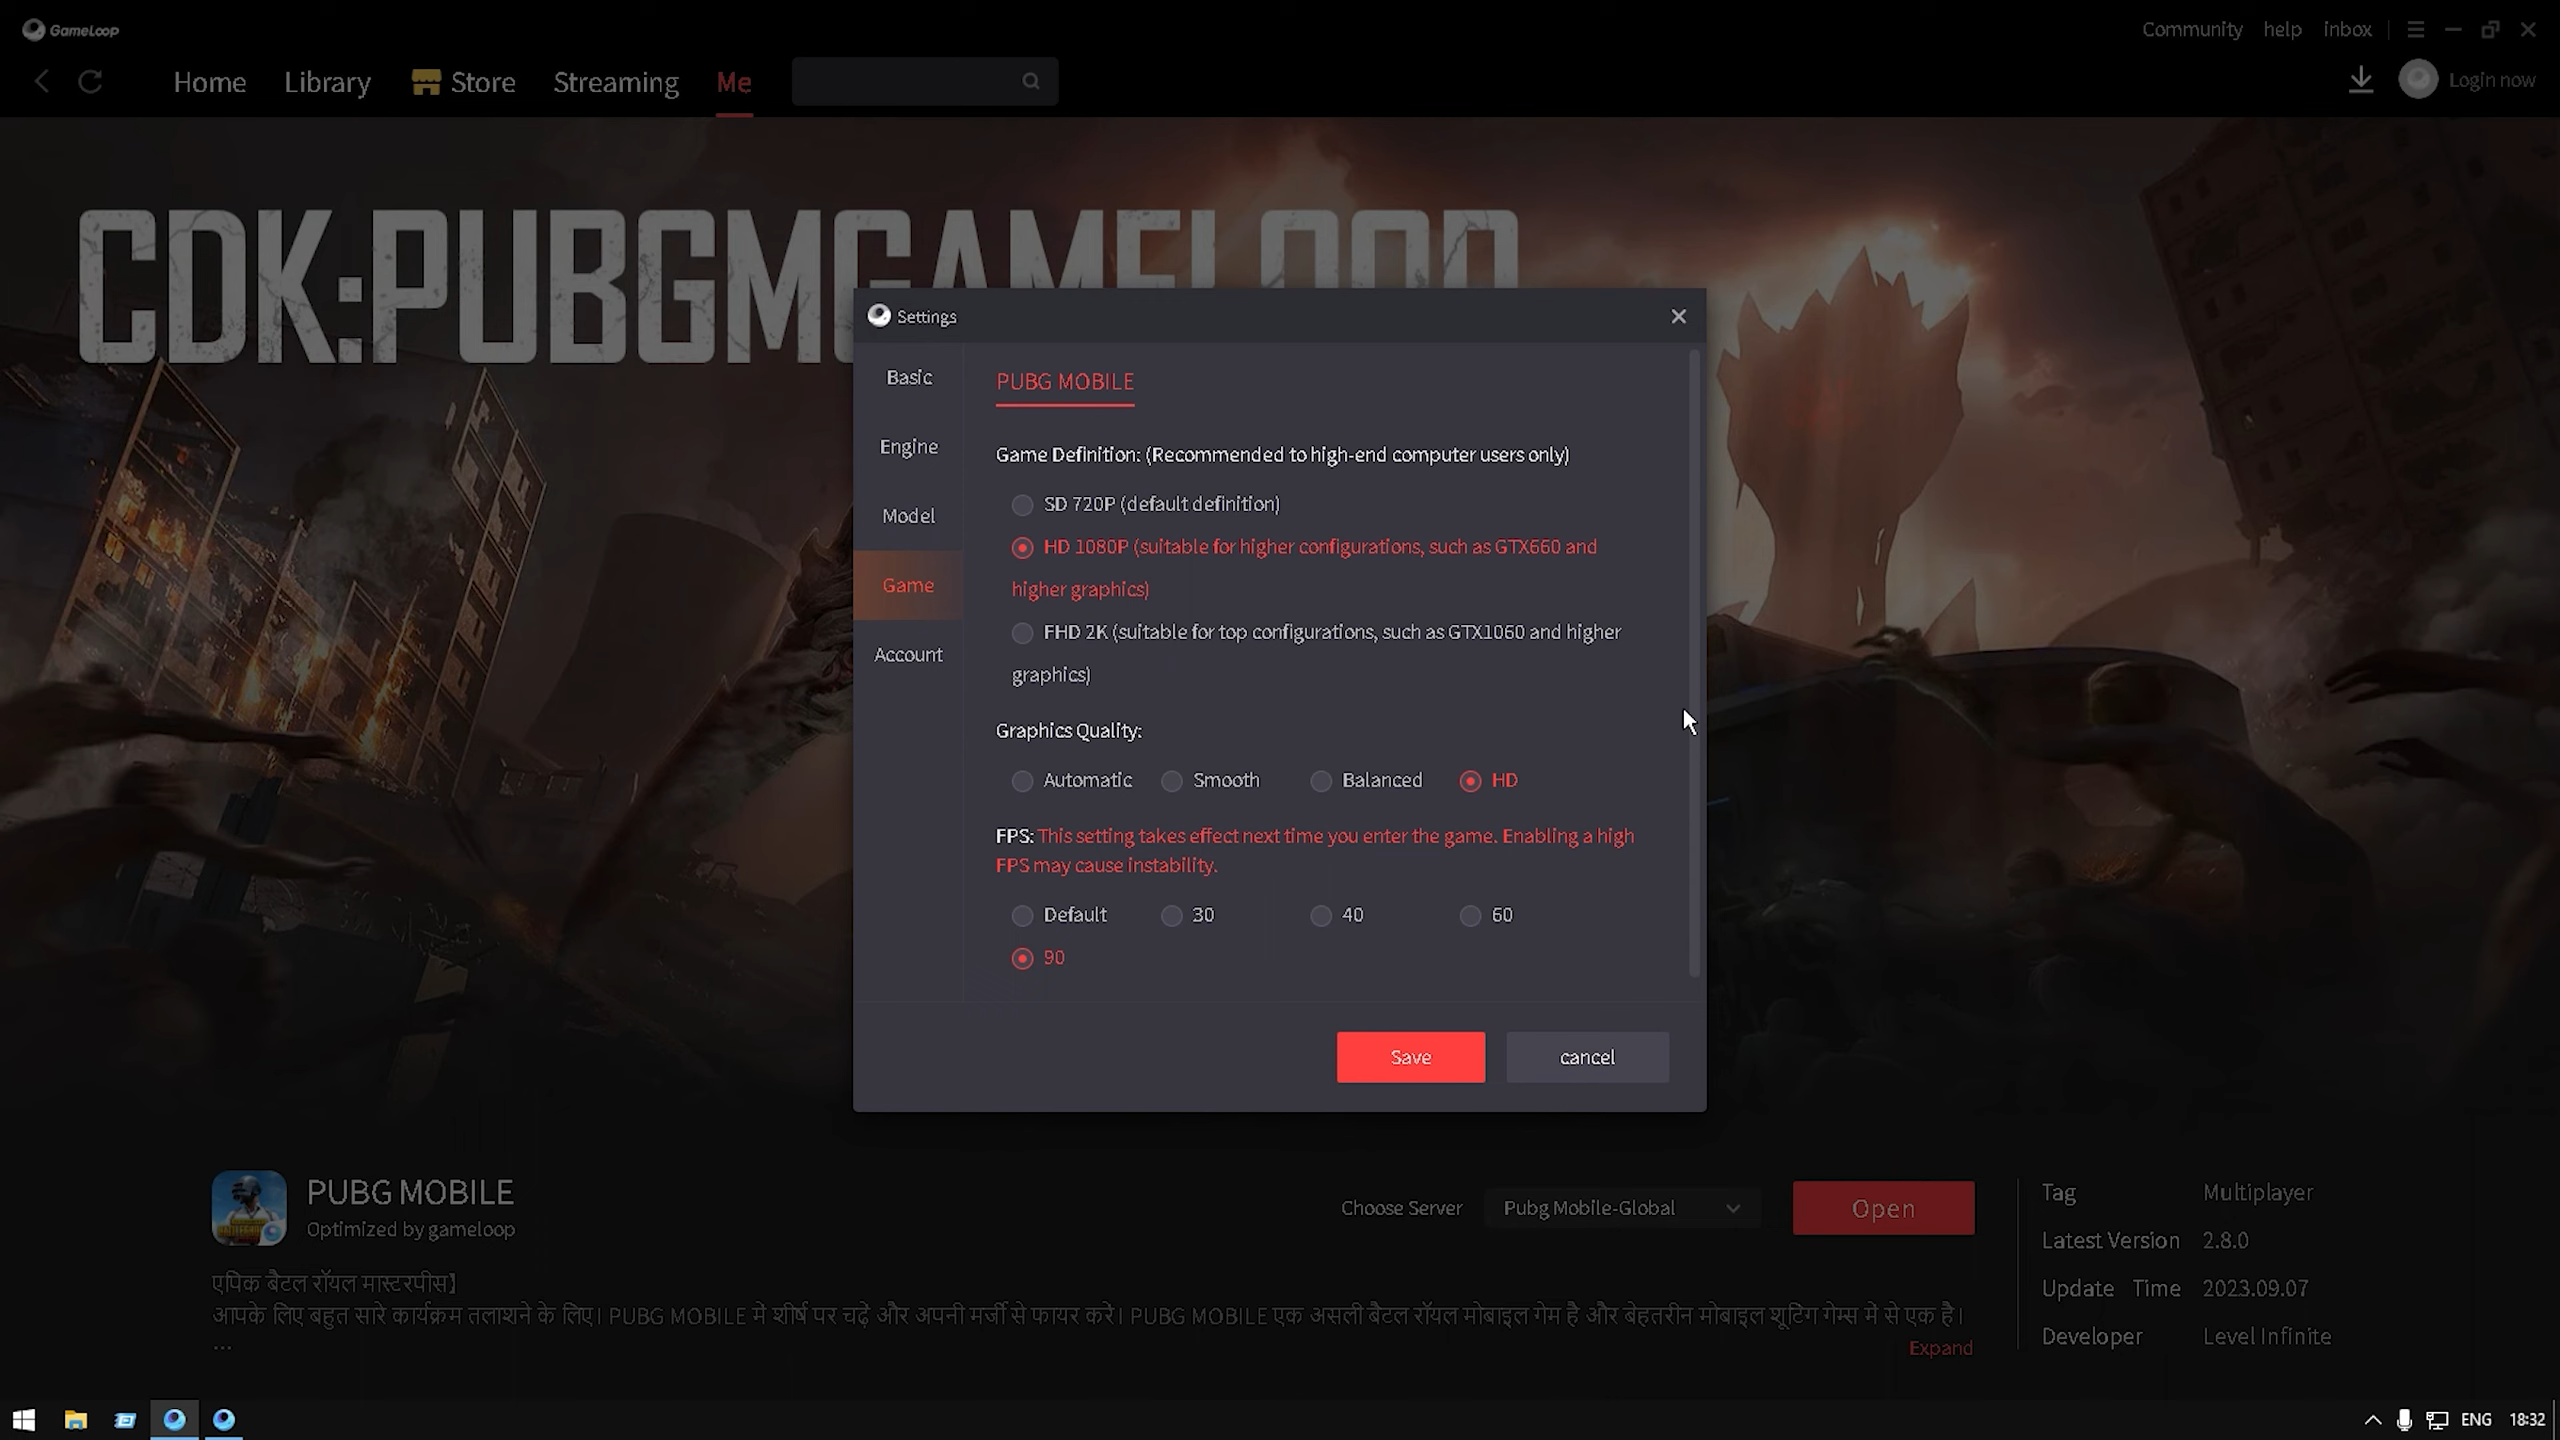 GameLoop
Community help inbox
Home Library Store Streaming Me
Login now
CDK:PUBGMGAMELOOP
Settings
Basic
Engine
Model
Game
Account
PUBG MOBILE
Game Definition: (Recommended to high-end computer users only)
SD 720P (default definition)
HD 1080P (suitable for higher configurations, such as GTX660 and
higher graphics)
FHD 2K (suitable for top configurations, such as GTX1060 and higher
graphics)
Graphics Quality:
Automatic Smooth Balanced HD
FPS: This setting takes effect next time you enter the game. Enabling a high
FPS may cause instability.
Default 30 40 60
90
Save cancel
PUBG MOBILE
Optimized by gameloop
Choose Server Pubg Mobile-Global Open
एपिक बैटल रॉयल मास्टरपीस】
आपके लिए बहुत सारे कार्यक्रम तलाशने के लिए। PUBG MOBILE में शीर्ष पर चढ़ें और अपनी मर्जी से फायर करें। PUBG MOBILE एक असली बैटल रॉयल मोबाइल गेम है और बेहतरीन मोबाइल शूटिंग गेम्स में से एक है।
...
Expand
Tag Multiplayer
Latest Version 2.8.0
Update Time 2023.09.07
Developer Level Infinite
ENG 18:32